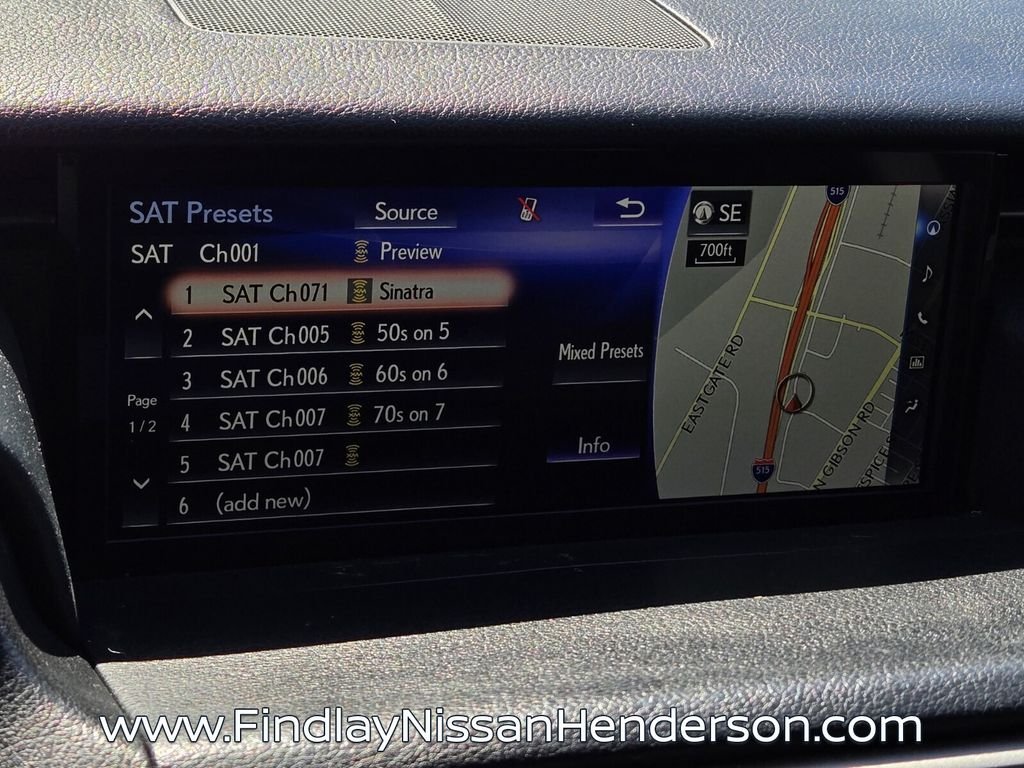 SAT Presets
Source
SAT Ch001
Preview
1 SAT Ch071 Sinatra
2 SAT Ch005 50s on 5
3 SAT Ch006 60s on 6
4 SAT Ch007 70s on 7
5 SAT Ch007
6 (add new)
Page
1/2
Mixed Presets
Info
SE
700ft
515
EASTGATE RD
515
N GIBSON RD
www.FindlayNissanHenderson.com